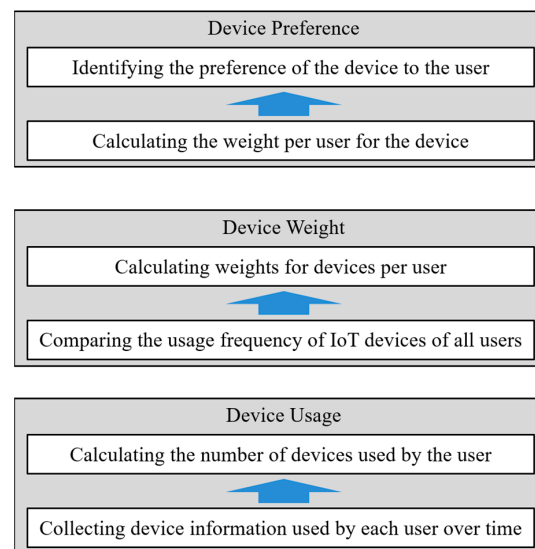 Device Preference
Identifying the preference of the device to the user
Calculating the weight per user for the device
Device Weight
Calculating weights for devices per user
Comparing the usage frequency of IoT devices of all users
Device Usage
Calculating the number of devices used by the user
Collecting device information used by each user over time